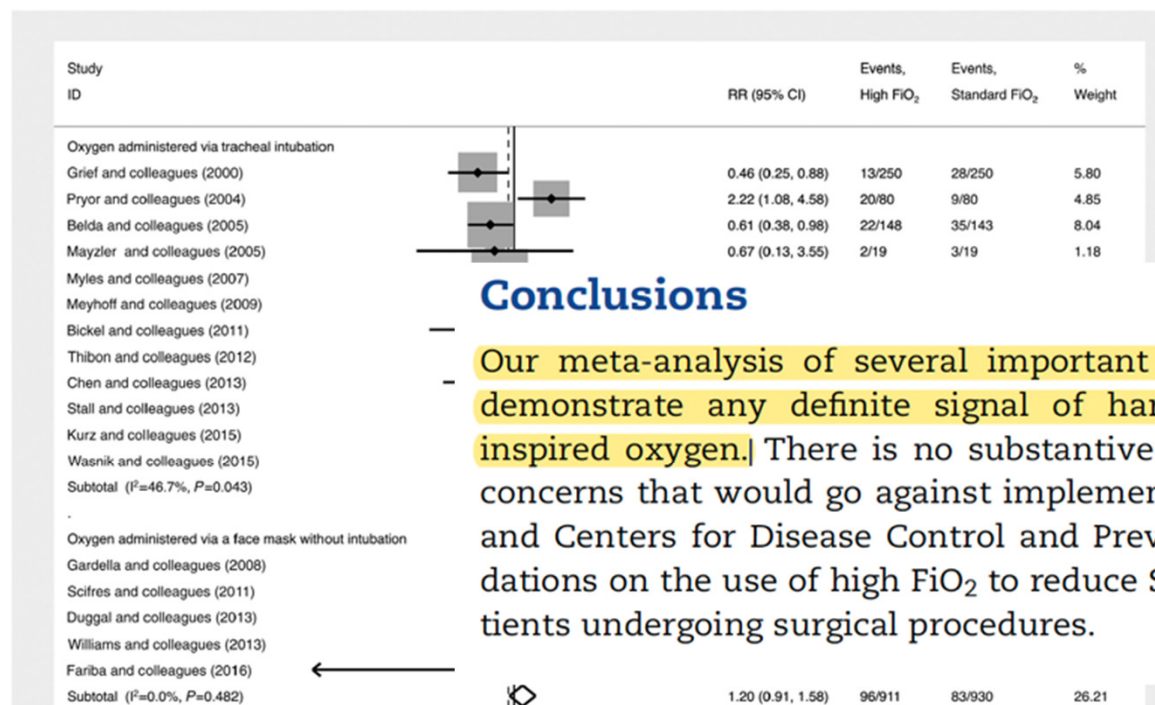 Study
ID
RR (95% CI)
Events,
High FiO₂
Events,
Standard FiO₂
%
Weight
Oxygen administered via tracheal intubation
Grief and colleagues (2000) 0.46 (0.25, 0.88) 13/250 28/250 5.80
Pryor and colleagues (2004) 2.22 (1.08, 4.58) 20/80 9/80 4.85
Belda and colleagues (2005) 0.61 (0.38, 0.98) 22/148 35/143 8.04
Mayzler and colleagues (2005) 0.67 (0.13, 3.55) 2/19 3/19 1.18
Myles and colleagues (2007)
Meyhoff and colleagues (2009)
Bickel and colleagues (2011)
Thibon and colleagues (2012)
Chen and colleagues (2013)
Stall and colleagues (2013)
Kurz and colleagues (2015)
Wasnik and colleagues (2015)
Subtotal (I²=46.7%, P=0.043)
.
Oxygen administered via a face mask without intubation
Gardella and colleagues (2008)
Scifres and colleagues (2011)
Duggal and colleagues (2013)
Williams and colleagues (2013)
Fariba and colleagues (2016)
Subtotal (I²=0.0%, P=0.482) 1.20 (0.91, 1.58) 96/911 83/930 26.21
Conclusions
Our meta-analysis of several important
demonstrate any definite signal of har
inspired oxygen. There is no substantive
concerns that would go against implemen
and Centers for Disease Control and Prev
dations on the use of high FiO₂ to reduce S
tients undergoing surgical procedures.